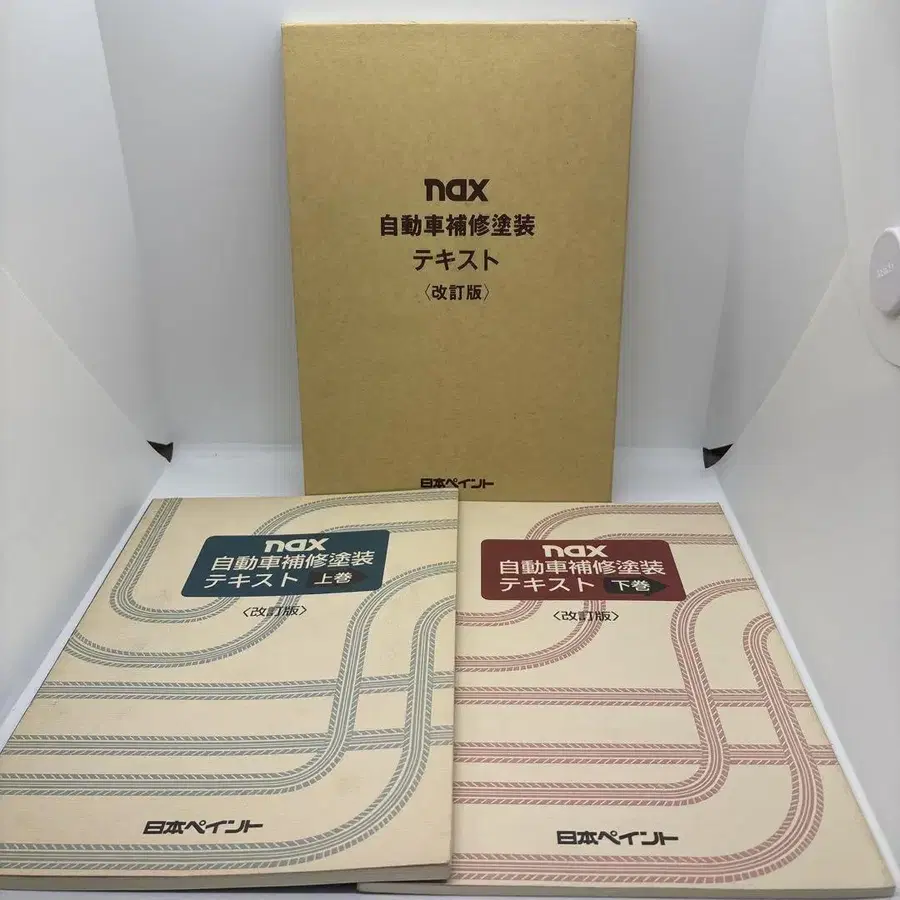 nax
自動車補修塗装
テキスト
〈改訂版〉
日本ペイント
nax
自動車補修塗装
テキスト 上巻
〈改訂版〉
日本ペイント
nax
自動車補修塗装
テキスト 下巻
〈改訂版〉
日本ペイント